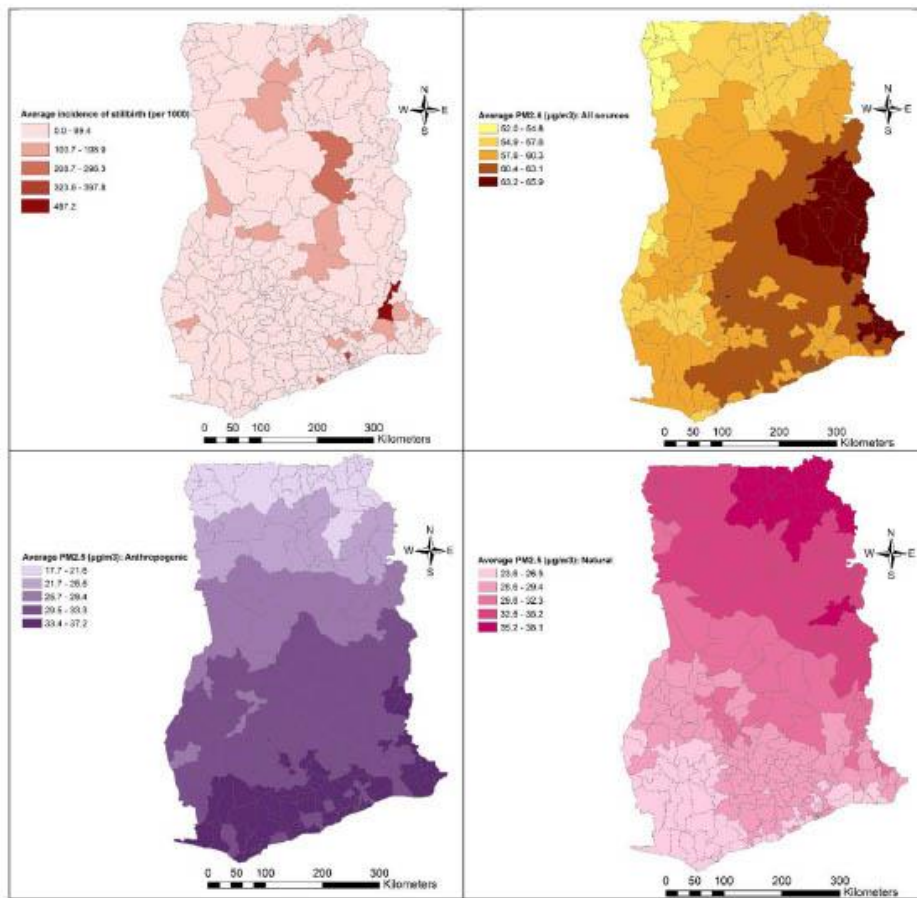 Average incidence of stillbirth (per 1000)
0.0 - 99.4
100.7 - 198.9
200.7 - 296.3
323.6 - 397.8
487.2
N
W E
S
0 50 100 200 300
Kilometers
Average PM2.5 (µg/m3): All sources
52.0 - 54.8
54.9 - 57.6
57.8 - 60.3
60.4 - 63.1
63.2 - 65.9
N
W E
S
0 50 100 200 300
Kilometers
Average PM2.5 (µg/m3): Anthropogenic
17.7 - 21.6
21.7 - 25.5
25.7 - 29.4
29.5 - 33.3
33.4 - 37.2
N
W E
S
0 50 100 200 300
Kilometers
Average PM2.5 (µg/m3): Natural
23.6 - 26.5
26.6 - 29.4
29.6 - 32.3
32.5 - 35.2
35.2 - 38.1
N
W E
S
0 50 100 200 300
Kilometers